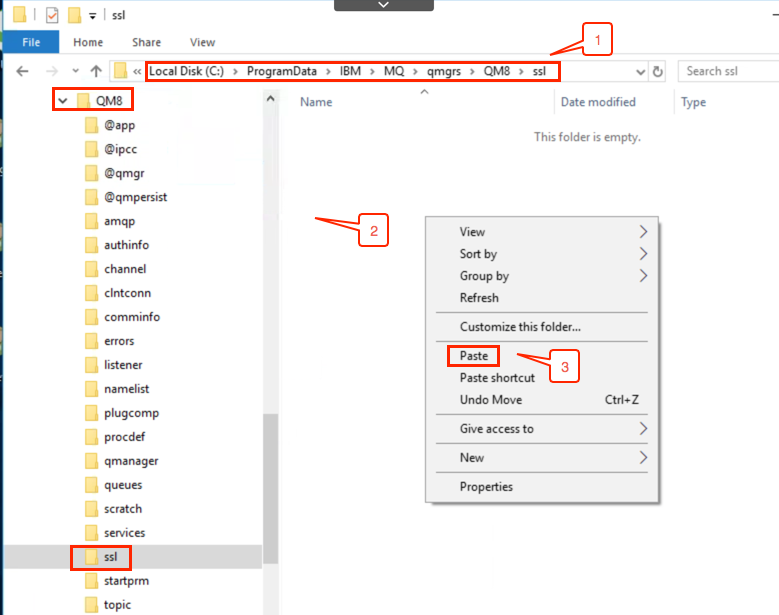 ssl
File Home Share View
1
« Local Disk (C:) > ProgramData > IBM > MQ > qmgrs > QM8 > ssl
Search ssl
QM8
Name Date modified Type
This folder is empty.
@app
@ipcc
@qmgr
@qmpersist
amqp
authinfo
channel
clntconn
comminfo
errors
listener
namelist
plugcomp
procdef
qmanager
queues
scratch
services
ssl
startprm
topic
2
View
Sort by
Group by
Refresh
Customize this folder...
Paste
3
Paste shortcut
Undo Move Ctrl+Z
Give access to
New
Properties